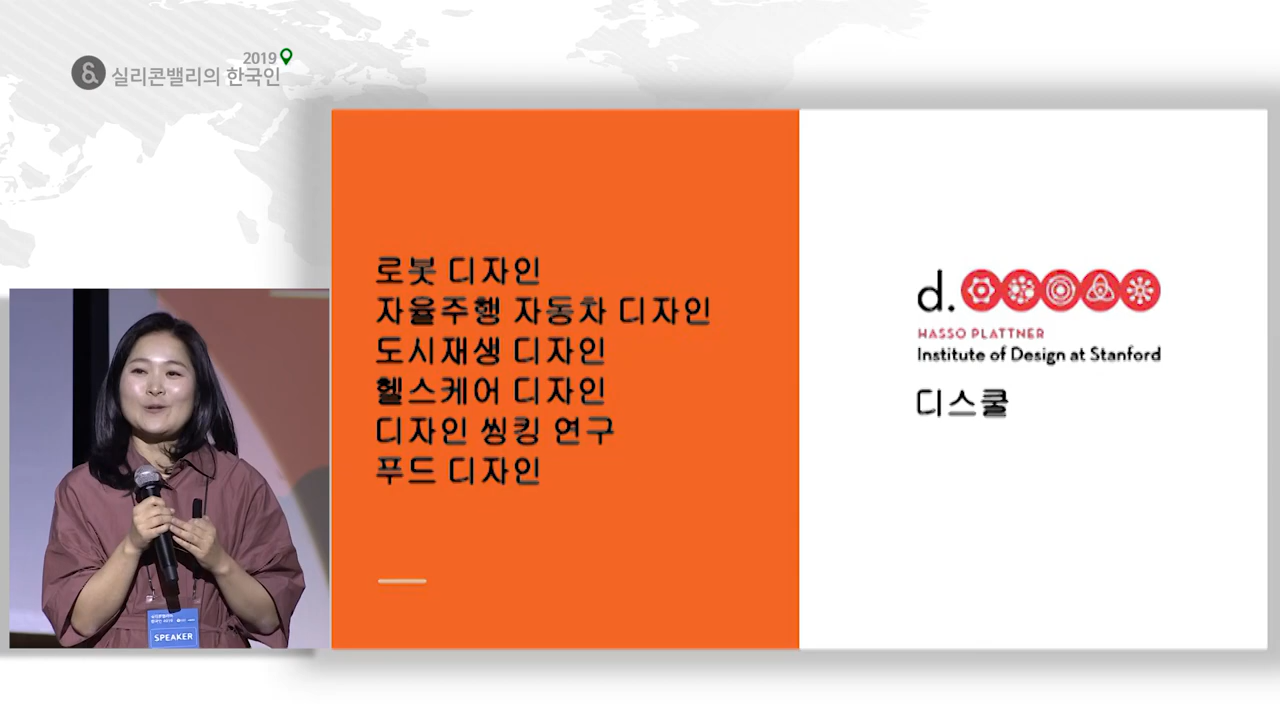 2019
& 실리콘밸리의 한국인
로봇 디자인
자율주행 자동차 디자인
도시재생 디자인
헬스케어 디자인
디자인 씽킹 연구
푸드 디자인
d.
HASSO PLATTNER
Institute of Design at Stanford
디스쿨
SPEAKER